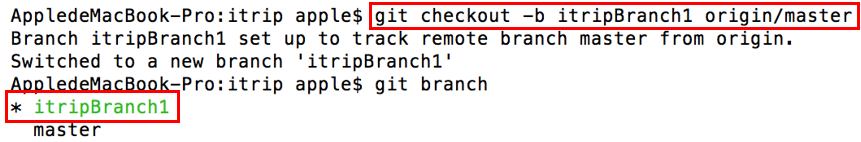 AppledeMacBook-Pro:itrip apple$ git checkout -b itripBranch1 origin/master
Branch itripBranch1 set up to track remote branch master from origin.
Switched to a new branch 'itripBranch1'
AppledeMacBook-Pro:itrip apple$ git branch
* itripBranch1
  master